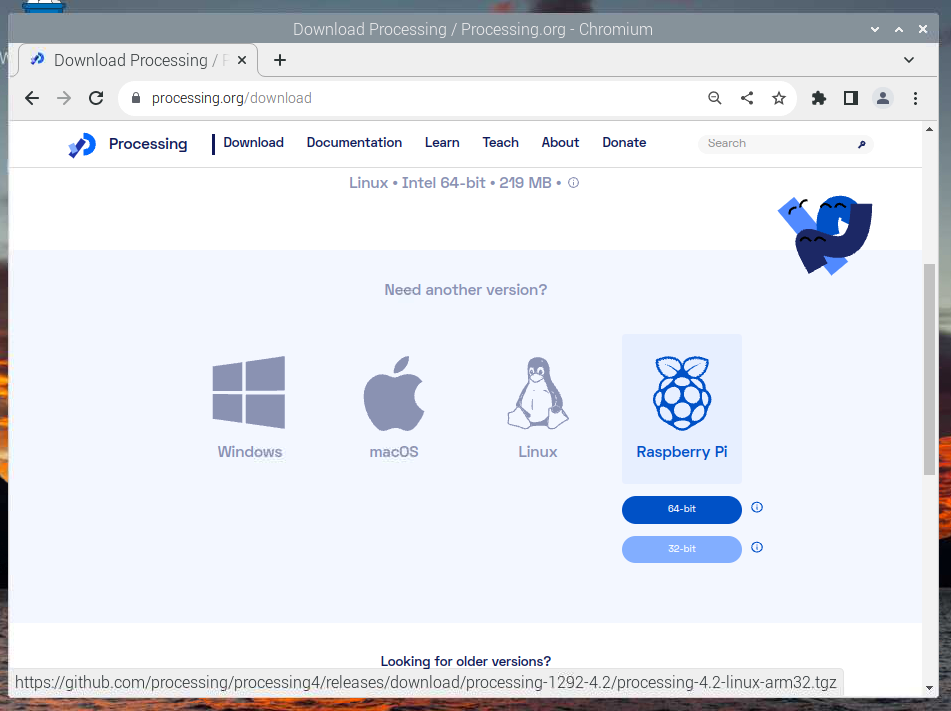 Download Processing / Processing.org - Chromium
Download Processing /
processing.org/download
Processing
Download
Documentation
Learn
Teach
About
Donate
Search
Linux • Intel 64-bit • 219 MB •
Need another version?
Windows
macOS
Linux
Raspberry Pi
64-bit
32-bit
Looking for older versions?
https://github.com/processing/processing4/releases/download/processing-1292-4.2/processing-4.2-linux-arm32.tgz